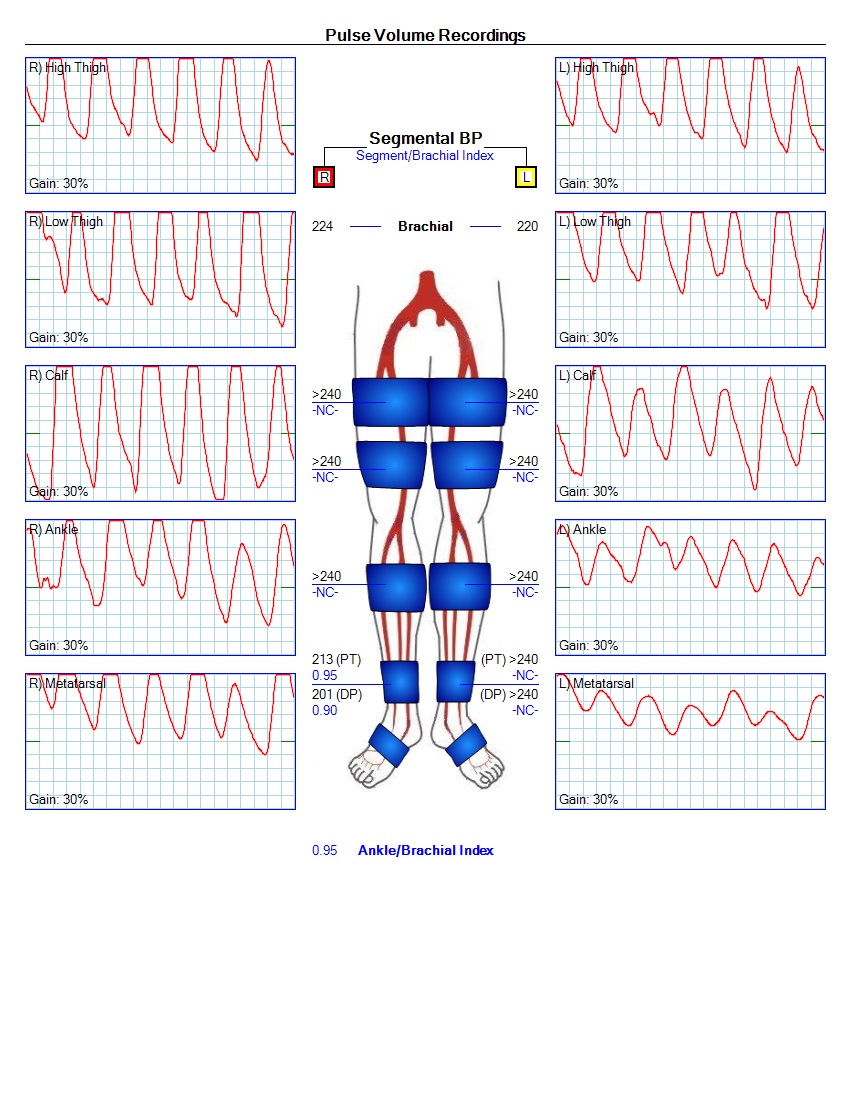 Pulse Volume Recordings
R) High Thigh
Gain: 30%
R) Low Thigh
Gain: 30%
R) Calf
Gain: 30%
R) Ankle
Gain: 30%
R) Metatarsal
Gain: 30%
Segmental BP
Segment/Brachial Index
R L
224 Brachial 220
>240 >240
-NC- -NC-
>240 >240
-NC- -NC-
>240 >240
-NC- -NC-
213 (PT) (PT) >240
0.95 -NC-
201 (DP) (DP) >240
0.90 -NC-
0.95 Ankle/Brachial Index
L) High Thigh
Gain: 30%
L) Low Thigh
Gain: 30%
L) Calf
Gain: 30%
L) Ankle
Gain: 30%
L) Metatarsal
Gain: 30%